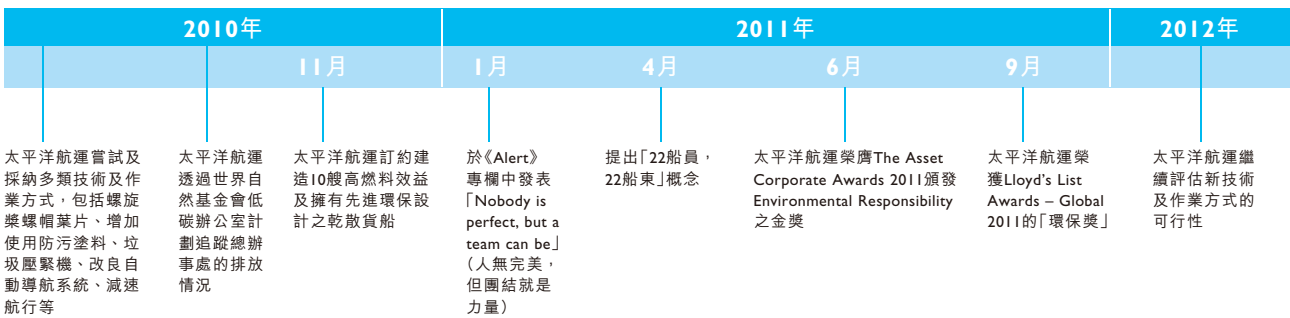 2010年
2011年
2012年
11月
1月
4月
6月
9月
太平洋航運嘗試及
採納多類技術及作
業方式，包括螺旋
槳螺帽葉片、增加
使用防污塗料、垃
圾壓緊機、改良自
動導航系統、減速
航行等
太平洋航運
透過世界自
然基金會低
碳辦公室計
劃追蹤總辦
事處的排放
情況
太平洋航運訂約建
造10艘高燃料效益
及擁有先進環保設
計之乾散貨船
於《Alert》
專欄中發表
「Nobody is
perfect, but a
team can be」
（人無完美，
但團結就是
力量）
提出「22船員，
22船東」概念
太平洋航運榮膺The Asset
Corporate Awards 2011頒發
Environmental Responsibility
之金獎
太平洋航運榮
獲Lloyd's List
Awards – Global
2011的「環保獎」
太平洋航運繼
續評估新技術
及作業方式的
可行性